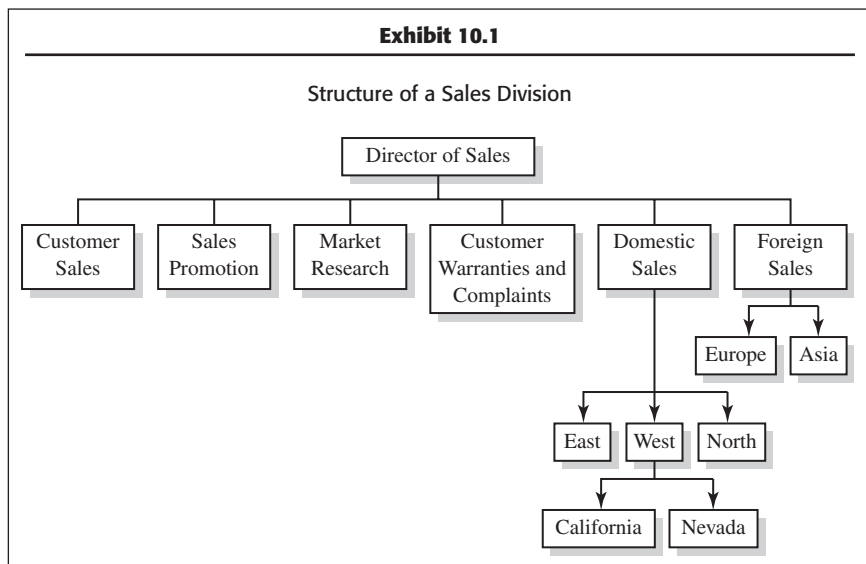 Exhibit 10.1
Structure of a Sales Division
Director of Sales
Customer
Sales
Sales
Promotion
Market
Research
Customer
Warranties and
Complaints
Domestic
Sales
Foreign
Sales
Europe
Asia
East
West
North
California
Nevada